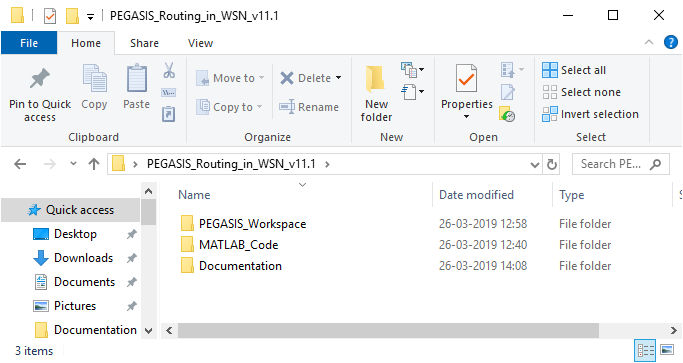 PEGASIS_Routing_in_WSN_v11.1
File Home Share View
Pin to Quick access
Copy
Paste
Clipboard
Move to
Copy to
Delete
Rename
Organize
New folder
New
Properties
Open
Select all
Select none
Invert selection
Select
PEGASIS_Routing_in_WSN_v11.1
Search PE...
Name Date modified Type S
Quick access
Desktop
Downloads
Documents
Pictures
Documentation
PEGASIS_Workspace 26-03-2019 12:58 File folder
MATLAB_Code 26-03-2019 12:40 File folder
Documentation 26-03-2019 14:08 File folder
3 items